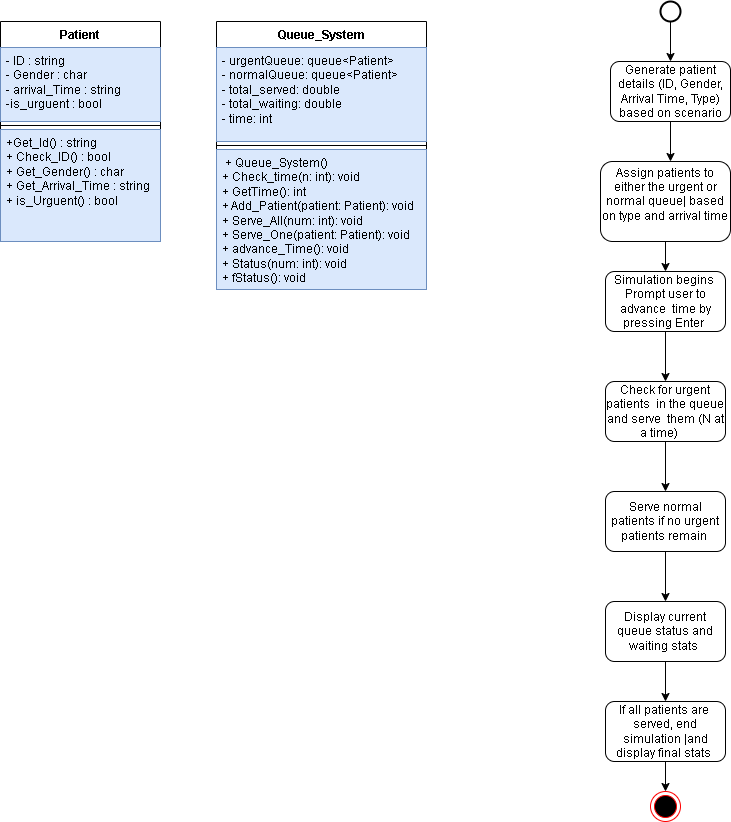 Patient
- ID : string
- Gender : char
- arrival_Time : string
-is_urguent : bool
+Get_Id() : string
+ Check_ID() : bool
+ Get_Gender() : char
+ Get_Arrival_Time : string
+ is_Urguent() : bool
Queue_System
- urgentQueue: queue<Patient>
- normalQueue: queue<Patient>
- total_served: double
- total_waiting: double
- time: int
+ Queue_System()
+ Check_time(n: int): void
+ GetTime(): int
+ Add_Patient(patient: Patient): void
+ Serve_All(num: int): void
+ Serve_One(patient: Patient): void
+ advance_Time(): void
+ Status(num: int): void
+ fStatus(): void
Generate patient
details (ID, Gender,
Arrival Time, Type)
based on scenario
Assign patients to
either the urgent or
normal queue| based
on type and arrival time
Simulation begins
Prompt user to
advance time by
pressing Enter
Check for urgent
patients in the queue
and serve them (N at
a time)
Serve normal
patients if no urgent
patients remain
Display current
queue status and
waiting stats
If all patients are
served, end
simulation |and
display final stats